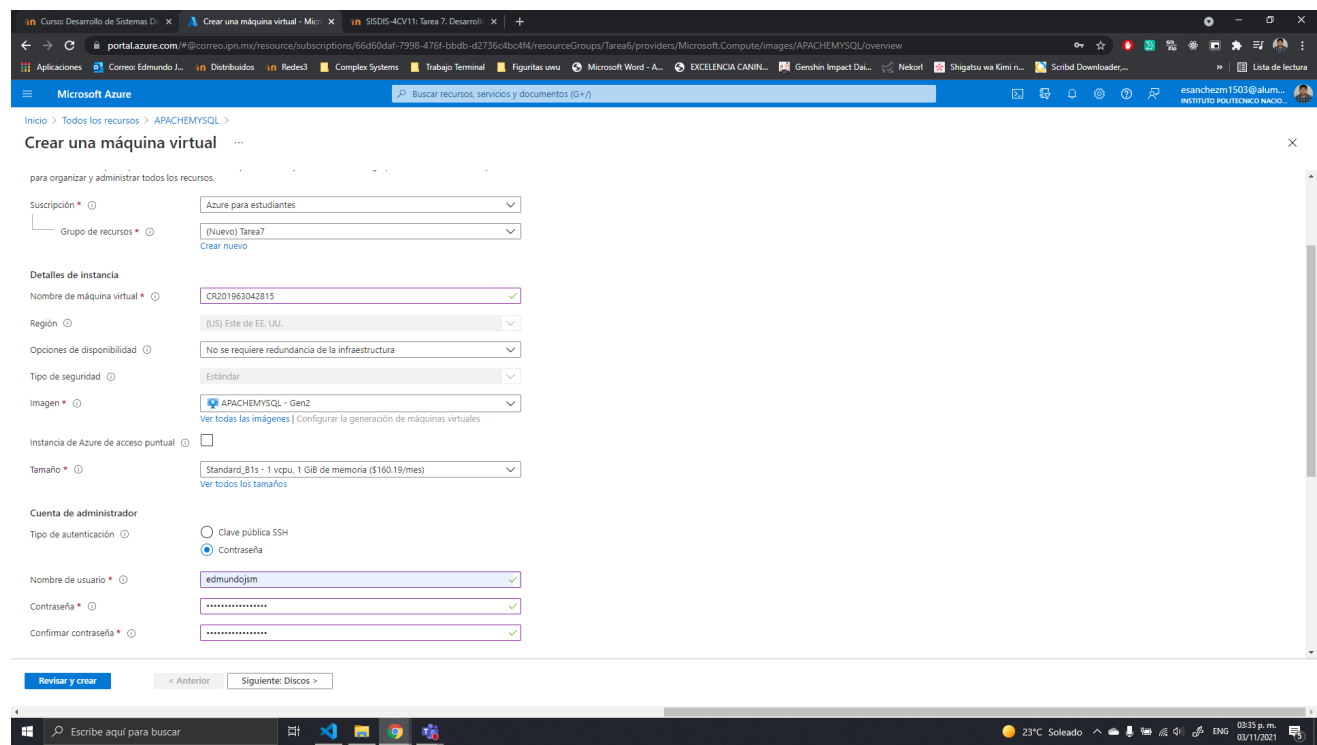 Curso: Desarrollo de Sistemas Di
Crear una máquina virtual - Micr
SISDIS-4CV11: Tarea 7. Desarroll
portal.azure.com/#@correo.ipn.mx/resource/subscriptions/66d60daf-7998-476f-bbdb-d2736c4bc4f4/resourceGroups/Tarea6/providers/Microsoft.Compute/images/APACHEMYSQL/overview
Aplicaciones
Correo: Edmundo J...
Distribuidos
Redes3
Complex Systems
Trabajo Terminal
Figuritas uwu
Microsoft Word - A...
EXCELENCIA CANIN...
Genshin Impact Dai...
Nekorl
Shigatsu wa Kimi n...
Scribd Downloader,...
»
Lista de lectura
Microsoft Azure
Buscar recursos, servicios y documentos (G+/)
esanchezm1503@alum...
INSTITUTO POLITECNICO NACIO...
Inicio > Todos los recursos > APACHEMYSQL >
Crear una máquina virtual ...
para organizar y administrar todos los recursos.
Suscripción *
Azure para estudiantes
Grupo de recursos *
(Nuevo) Tarea7
Crear nuevo
Detalles de instancia
Nombre de máquina virtual *
CR201963042815
Región
(US) Este de EE. UU.
Opciones de disponibilidad
No se requiere redundancia de la infraestructura
Tipo de seguridad
Estándar
Imagen *
APACHEMYSQL - Gen2
Ver todas las imágenes | Configurar la generación de máquinas virtuales
Instancia de Azure de acceso puntual
Tamaño *
Standard_B1s - 1 vcpu, 1 GiB de memoria ($160.19/mes)
Ver todos los tamaños
Cuenta de administrador
Tipo de autenticación
Clave pública SSH
Contraseña
Nombre de usuario *
edmundojsm
Contraseña *
Confirmar contraseña *
Revisar y crear
< Anterior
Siguiente: Discos >
Escribe aquí para buscar
23°C Soleado
ENG
03:35 p. m.
03/11/2021